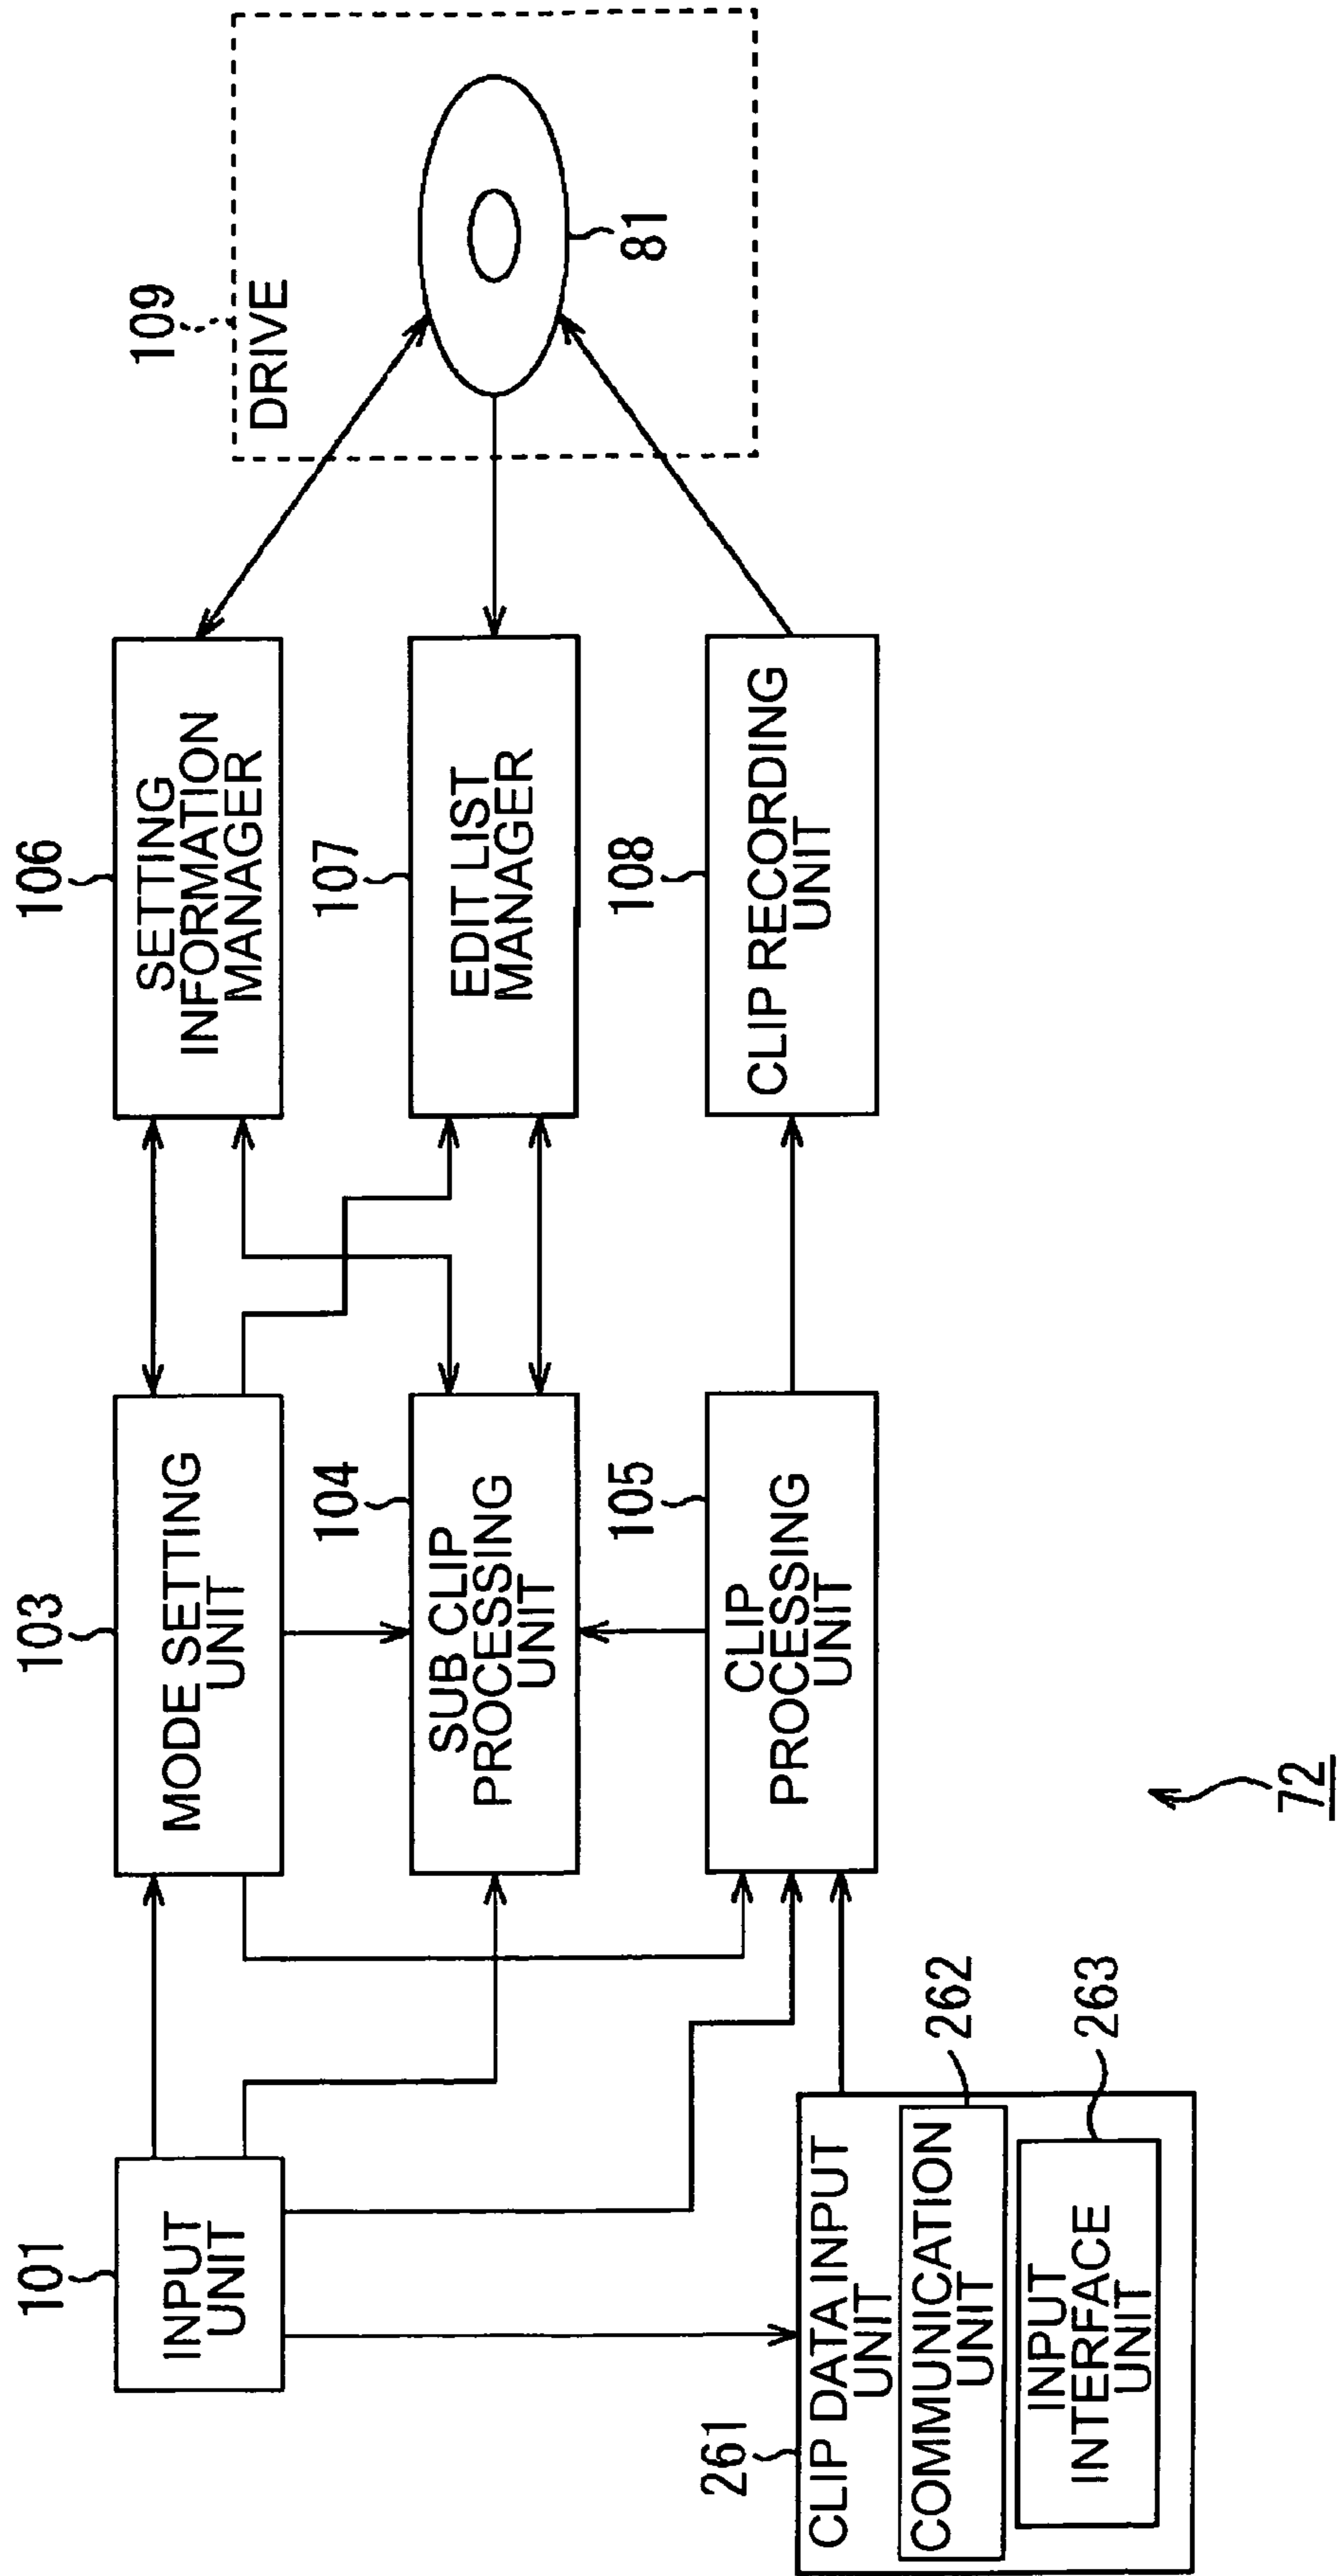 101
INPUT
UNIT
103
MODE SETTING
UNIT
106
SETTING
INFORMATION
MANAGER
109
DRIVE
81
104
SUB CLIP
PROCESSING
UNIT
107
EDIT LIST
MANAGER
105
CLIP
PROCESSING
UNIT
108
CLIP RECORDING
UNIT
261
CLIP DATA INPUT
UNIT
COMMUNICATION
UNIT
262
INPUT
INTERFACE
UNIT
263
72